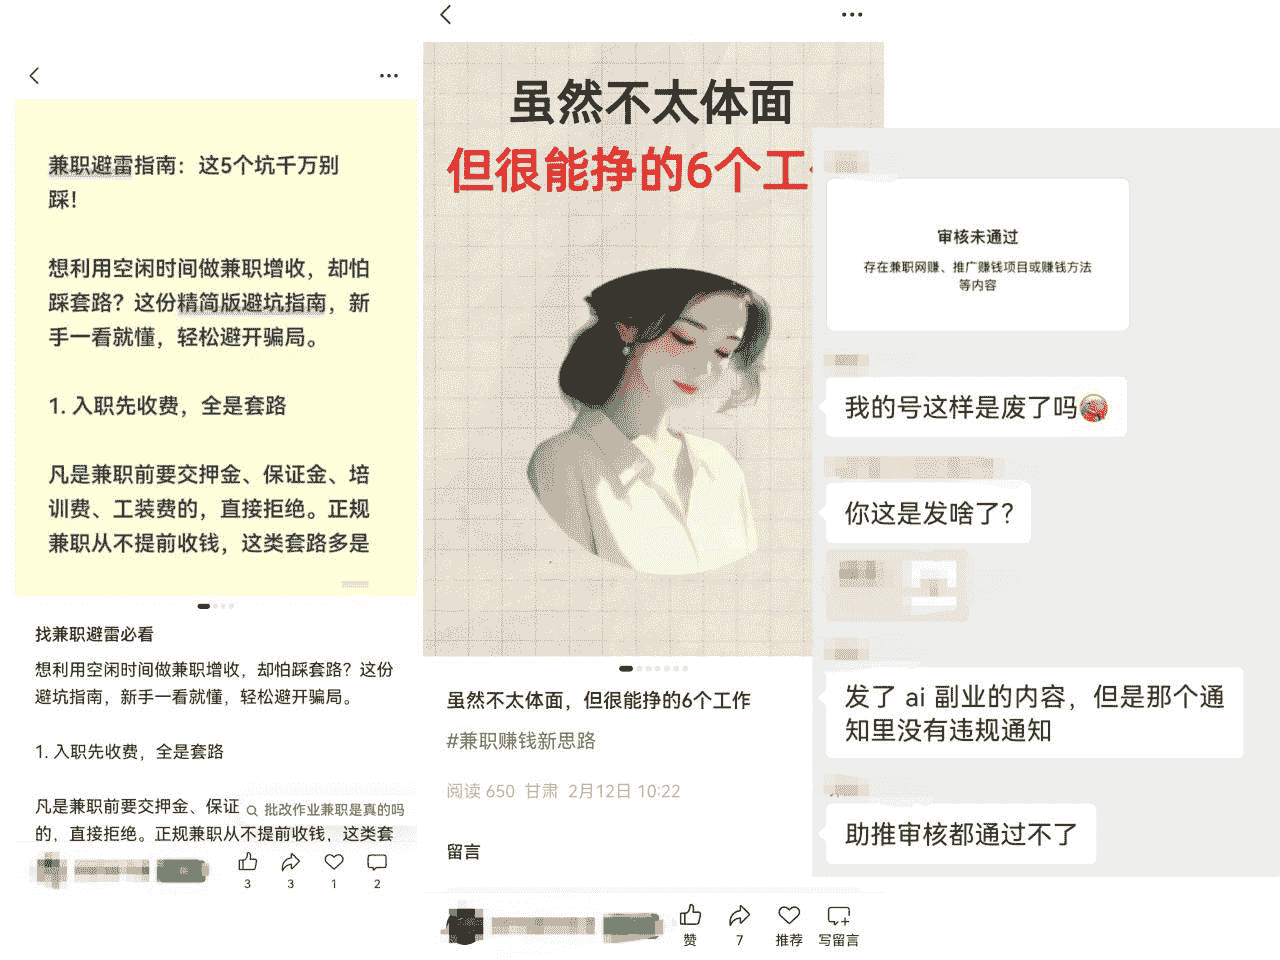 兼职避雷指南：这5个坑千万别
踩！
想利用空闲时间做兼职增收，却怕
踩套路？这份精简版避坑指南，新
手一看就懂，轻松避开骗局。
1. 入职先收费，全是套路
凡是兼职前要交押金、保证金、培
训费、工装费的，直接拒绝。正规
兼职从不提前收钱，这类套路多是
找兼职避雷必看
想利用空闲时间做兼职增收，却怕踩套路？这份
避坑指南，新手一看就懂，轻松避开骗局。
1. 入职先收费，全是套路
凡是兼职前要交押金、保证
批改作业兼职是真的吗
的，直接拒绝。正规兼职从不提前收钱，这类套
3
3
1
2
虽然不太体面
但很能挣的6个工
虽然不太体面，但很能挣的6个工作
#兼职赚钱新思路
阅读 650 甘肃 2月12日 10:22
留言
赞
7
推荐
写留言
审核未通过
存在兼职网赚、推广赚钱项目或赚钱方法
等内容
我的号这样是废了吗
你这是发啥了？
发了 ai 副业的内容，但是那个通
知里没有违规通知
助推审核都通过不了